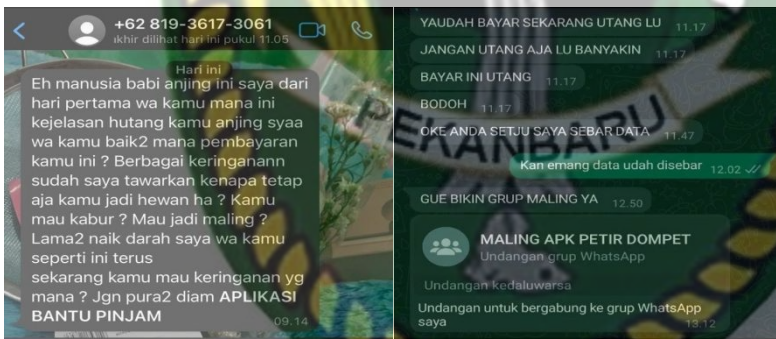 +62 819-3617-3061
akhir dilihat hari ini pukul 11.05
Hari ini
Eh manusia babi anjing ini saya dari
hari pertama wa kamu mana ini
kejelasan hutang kamu anjing syaa
wa kamu baik2 mana pembayaran
kamu ini ? Berbagai keringanann
sudah saya tawarkan kenapa tetap
aja kamu jadi hewan ha ? Kamu
mau kabur ? Mau jadi maling ?
Lama2 naik darah saya wa kamu
seperti ini terus
sekarang kamu mau keringanan yg
mana ? Jgn pura2 diam APLIKASI
BANTU PINJAM
09.14
YAUDAH BAYAR SEKARANG UTANG LU 11.17
JANGAN UTANG AJA LU BANYAKIN 11.17
BAYAR INI UTANG 11.17
BODOH 11.17
OKE ANDA SETJU SAYA SEBAR DATA 11.47
Kan emang data udah disebar 12.02
GUE BIKIN GRUP MALING YA 12.50
MALING APK PETIR DOMPET
Undangan grup WhatsApp
Undangan kedaluwarsa
Undangan untuk bergabung ke grup WhatsApp
saya 13.12
PEKANBARU